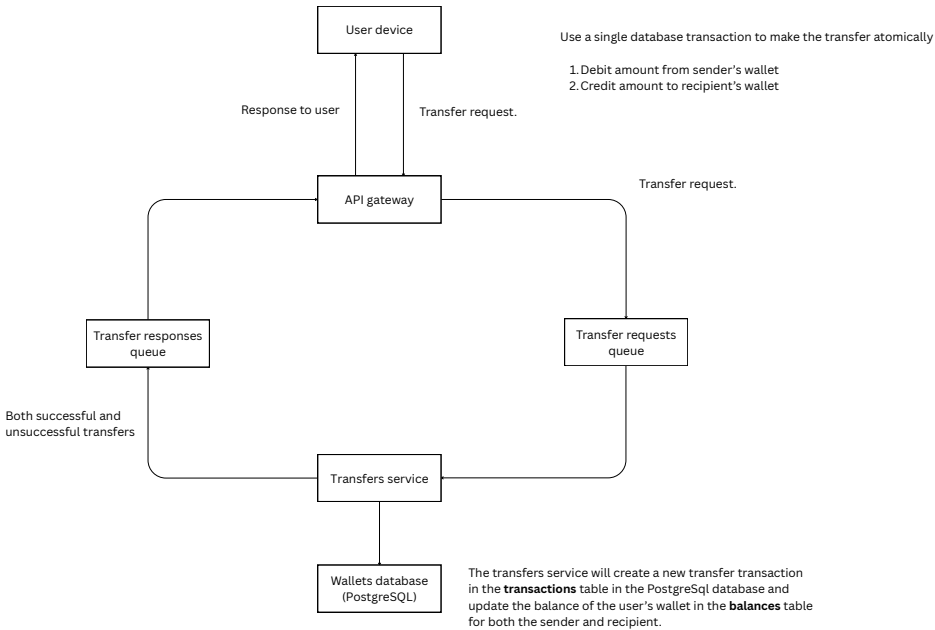 User device
Use a single database transaction to make the transfer atomically
1. Debit amount from sender's wallet
2. Credit amount to recipient's wallet
Response to user
Transfer request.
API gateway
Transfer request.
Transfer responses
queue
Transfer requests
queue
Both successful and
unsuccessful transfers
Transfers service
Wallets database
(PostgreSQL)
The transfers service will create a new transfer transaction
in the transactions table in the PostgreSql database and
update the balance of the user's wallet in the balances table
for both the sender and recipient.